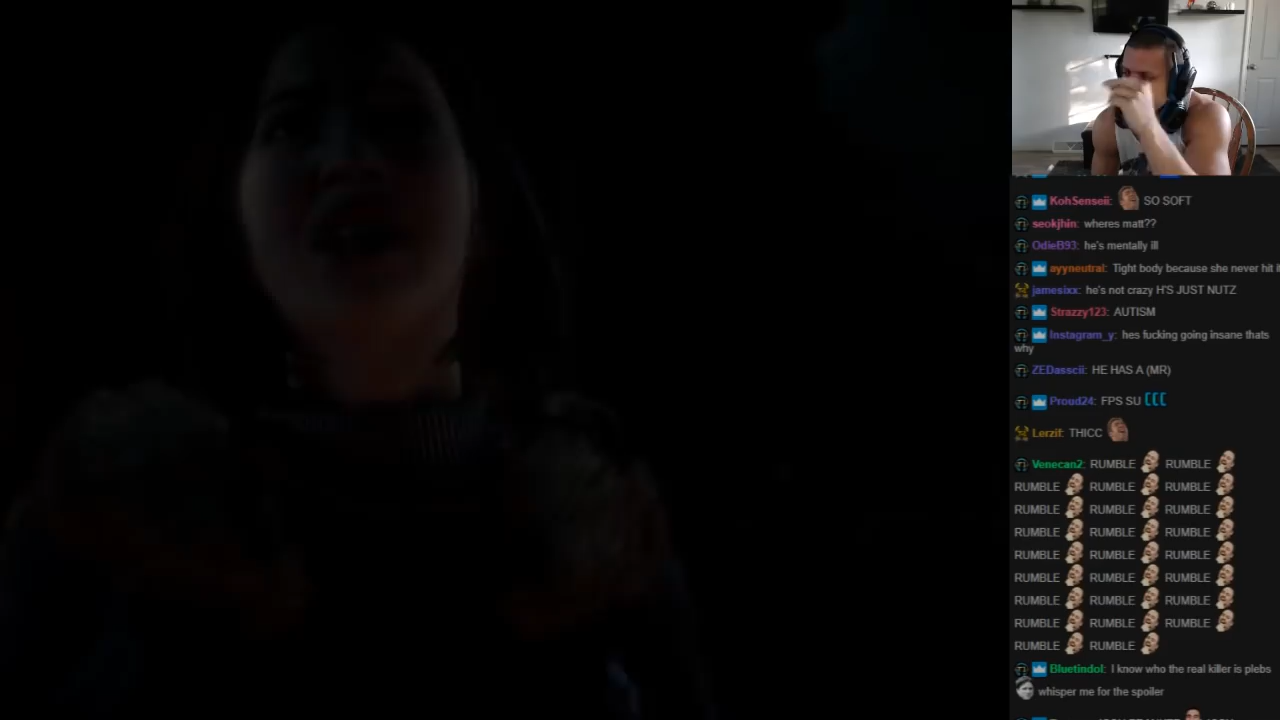 KohSenseii: SO SOFT
seokjhin: wheres matt??
OdieB93: he's mentally ill
ayyneutral: Tight body because she never hit i
jamesixx: he's not crazy H'S JUST NUTZ
Strazzy123: AUTISM
Instagram_y: hes fucking going insane thats
why
ZEDasscii: HE HAS A (MR)
Proud24: FPS SU
Lerzif: THICC
Venecan2: RUMBLE RUMBLE
RUMBLE RUMBLE RUMBLE
RUMBLE RUMBLE RUMBLE
RUMBLE RUMBLE RUMBLE
RUMBLE RUMBLE RUMBLE
RUMBLE RUMBLE RUMBLE
RUMBLE RUMBLE RUMBLE
RUMBLE RUMBLE RUMBLE
RUMBLE RUMBLE
Bluetindol: I know who the real killer is plebs
whisper me for the spoiler